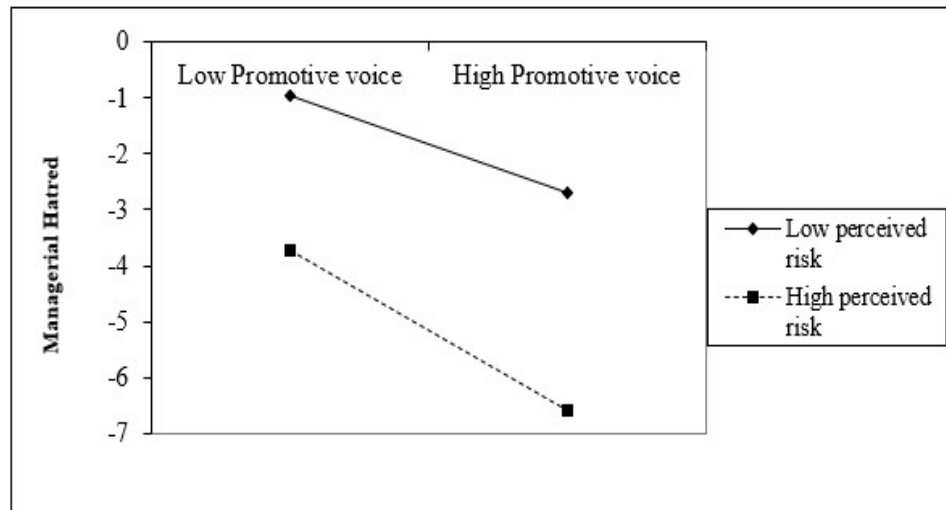 0
Low Promotive voice High Promotive voice
-1
-2
-3
-4
-5
-6
-7
Managerial Hatred
Low perceived
risk
High perceived
risk